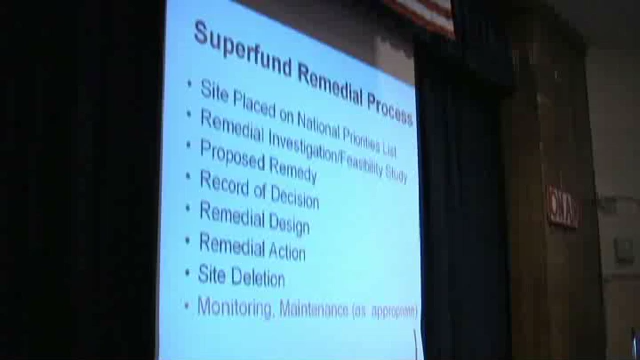 Superfund Remedial Process
• Site Placed on National Priorities List
• Remedial Investigation/Feasibility Study
• Proposed Remedy
• Record of Decision
• Remedial Design
• Remedial Action
• Site Deletion
• Monitoring, Maintenance (as appropriate)